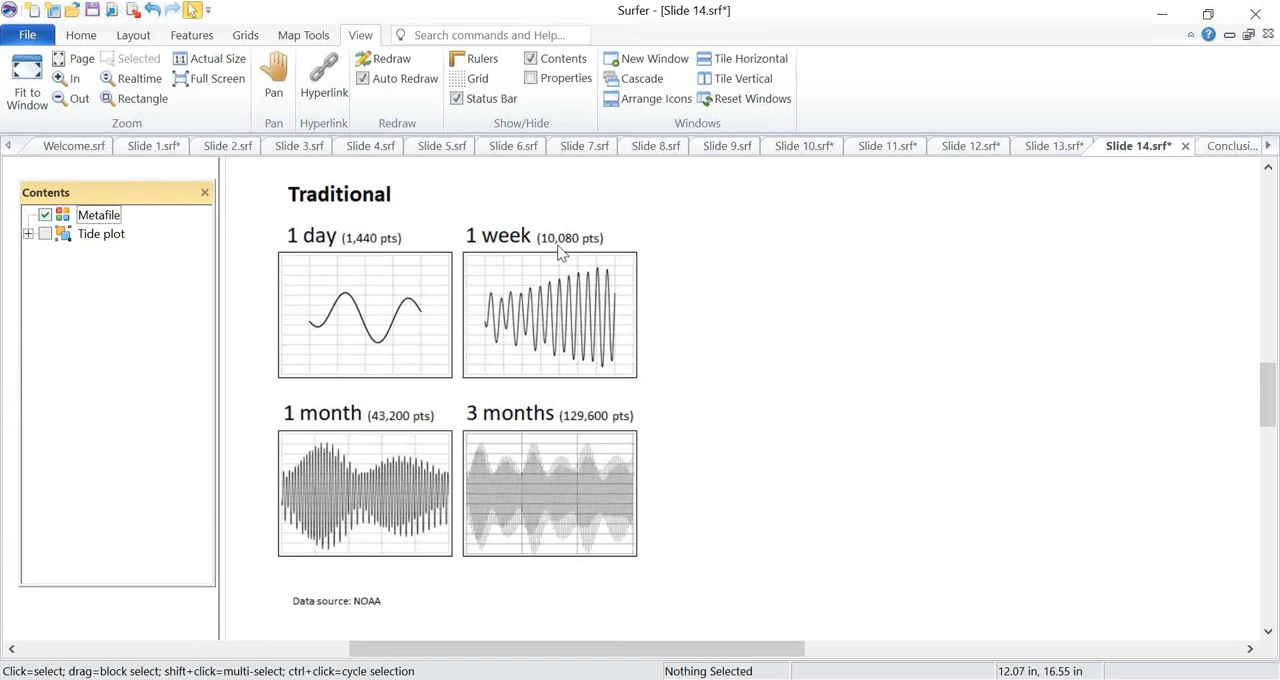 Surfer - [Slide 14.srf*]
File Home Layout Features Grids Map Tools View Search commands and Help...
Fit to Window
Page Selected Actual Size
In Realtime Full Screen
Out Rectangle
Zoom
Pan
Pan
Hyperlink
Hyperlink
Redraw
Auto Redraw
Redraw
Rulers Contents
Grid Properties
Status Bar
Show/Hide
New Window Tile Horizontal
Cascade Tile Vertical
Arrange Icons Reset Windows
Windows
Welcome.srf Slide 1.srf* Slide 2.srf Slide 3.srf Slide 4.srf Slide 5.srf Slide 6.srf Slide 7.srf Slide 8.srf Slide 9.srf Slide 10.srf* Slide 11.srf* Slide 12.srf* Slide 13.srf* Slide 14.srf* Conclusi...
Contents
Metafile
Tide plot
Traditional
1 day (1,440 pts) 1 week (10,080 pts)
1 month (43,200 pts) 3 months (129,600 pts)
Data source: NOAA
Click=select; drag=block select; shift+click=multi-select; ctrl+click=cycle selection Nothing Selected 12.07 in, 16.55 in